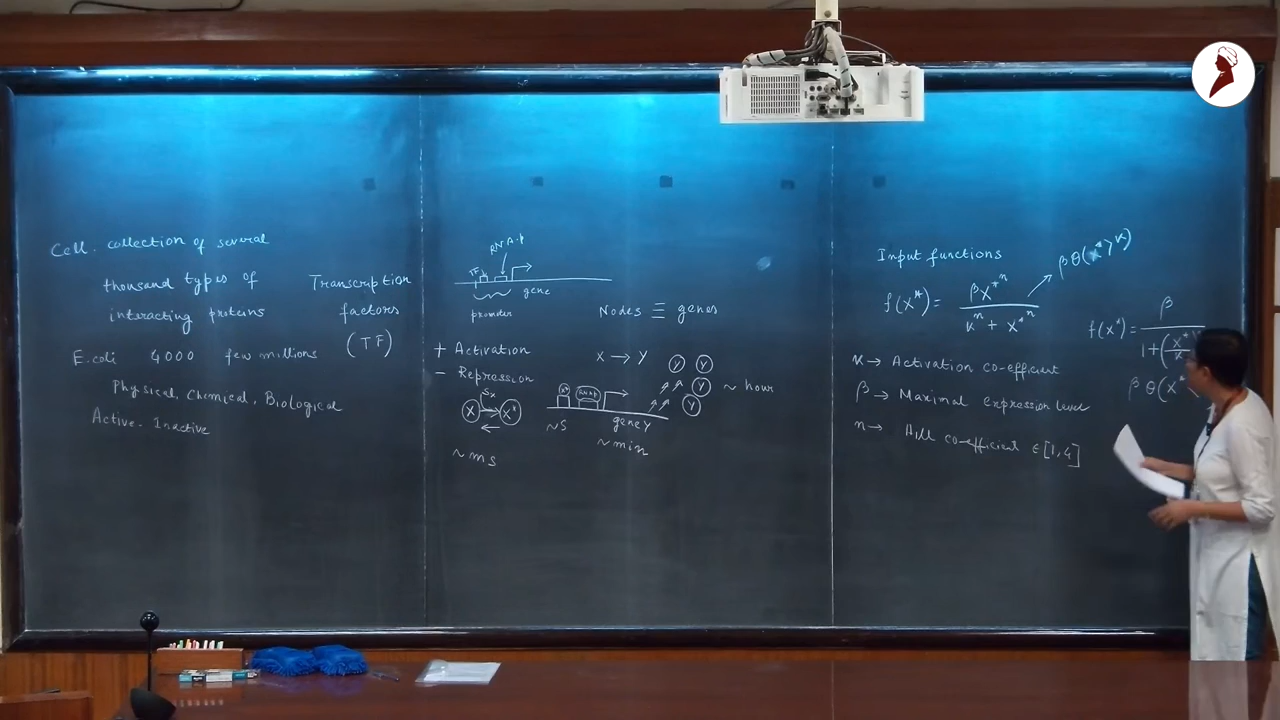 Cell. collection of several
thousand types of
interacting proteins
E.coli 4000 few millions
Physical, Chemical, Biological
Active. Inactive
Transcription
factors
(TF)
RNA.p
TF
gene
promoter
Nodes ≡ genes
+ Activation
- Repression
X → Y
Sx
X X*
~ms
X* RNAp
gene Y
~s ~min
Y Y
Y
Y
~ hour
Input functions
f(X*) = βX*ⁿ / (Kⁿ + X*ⁿ) → βθ(X* > K)
K → Activation co-efficient
β → Maximal expression level
n → Hill co-efficient ∈ [1,4]
f(X*) = β / 1+(X*/K
βθ(X*